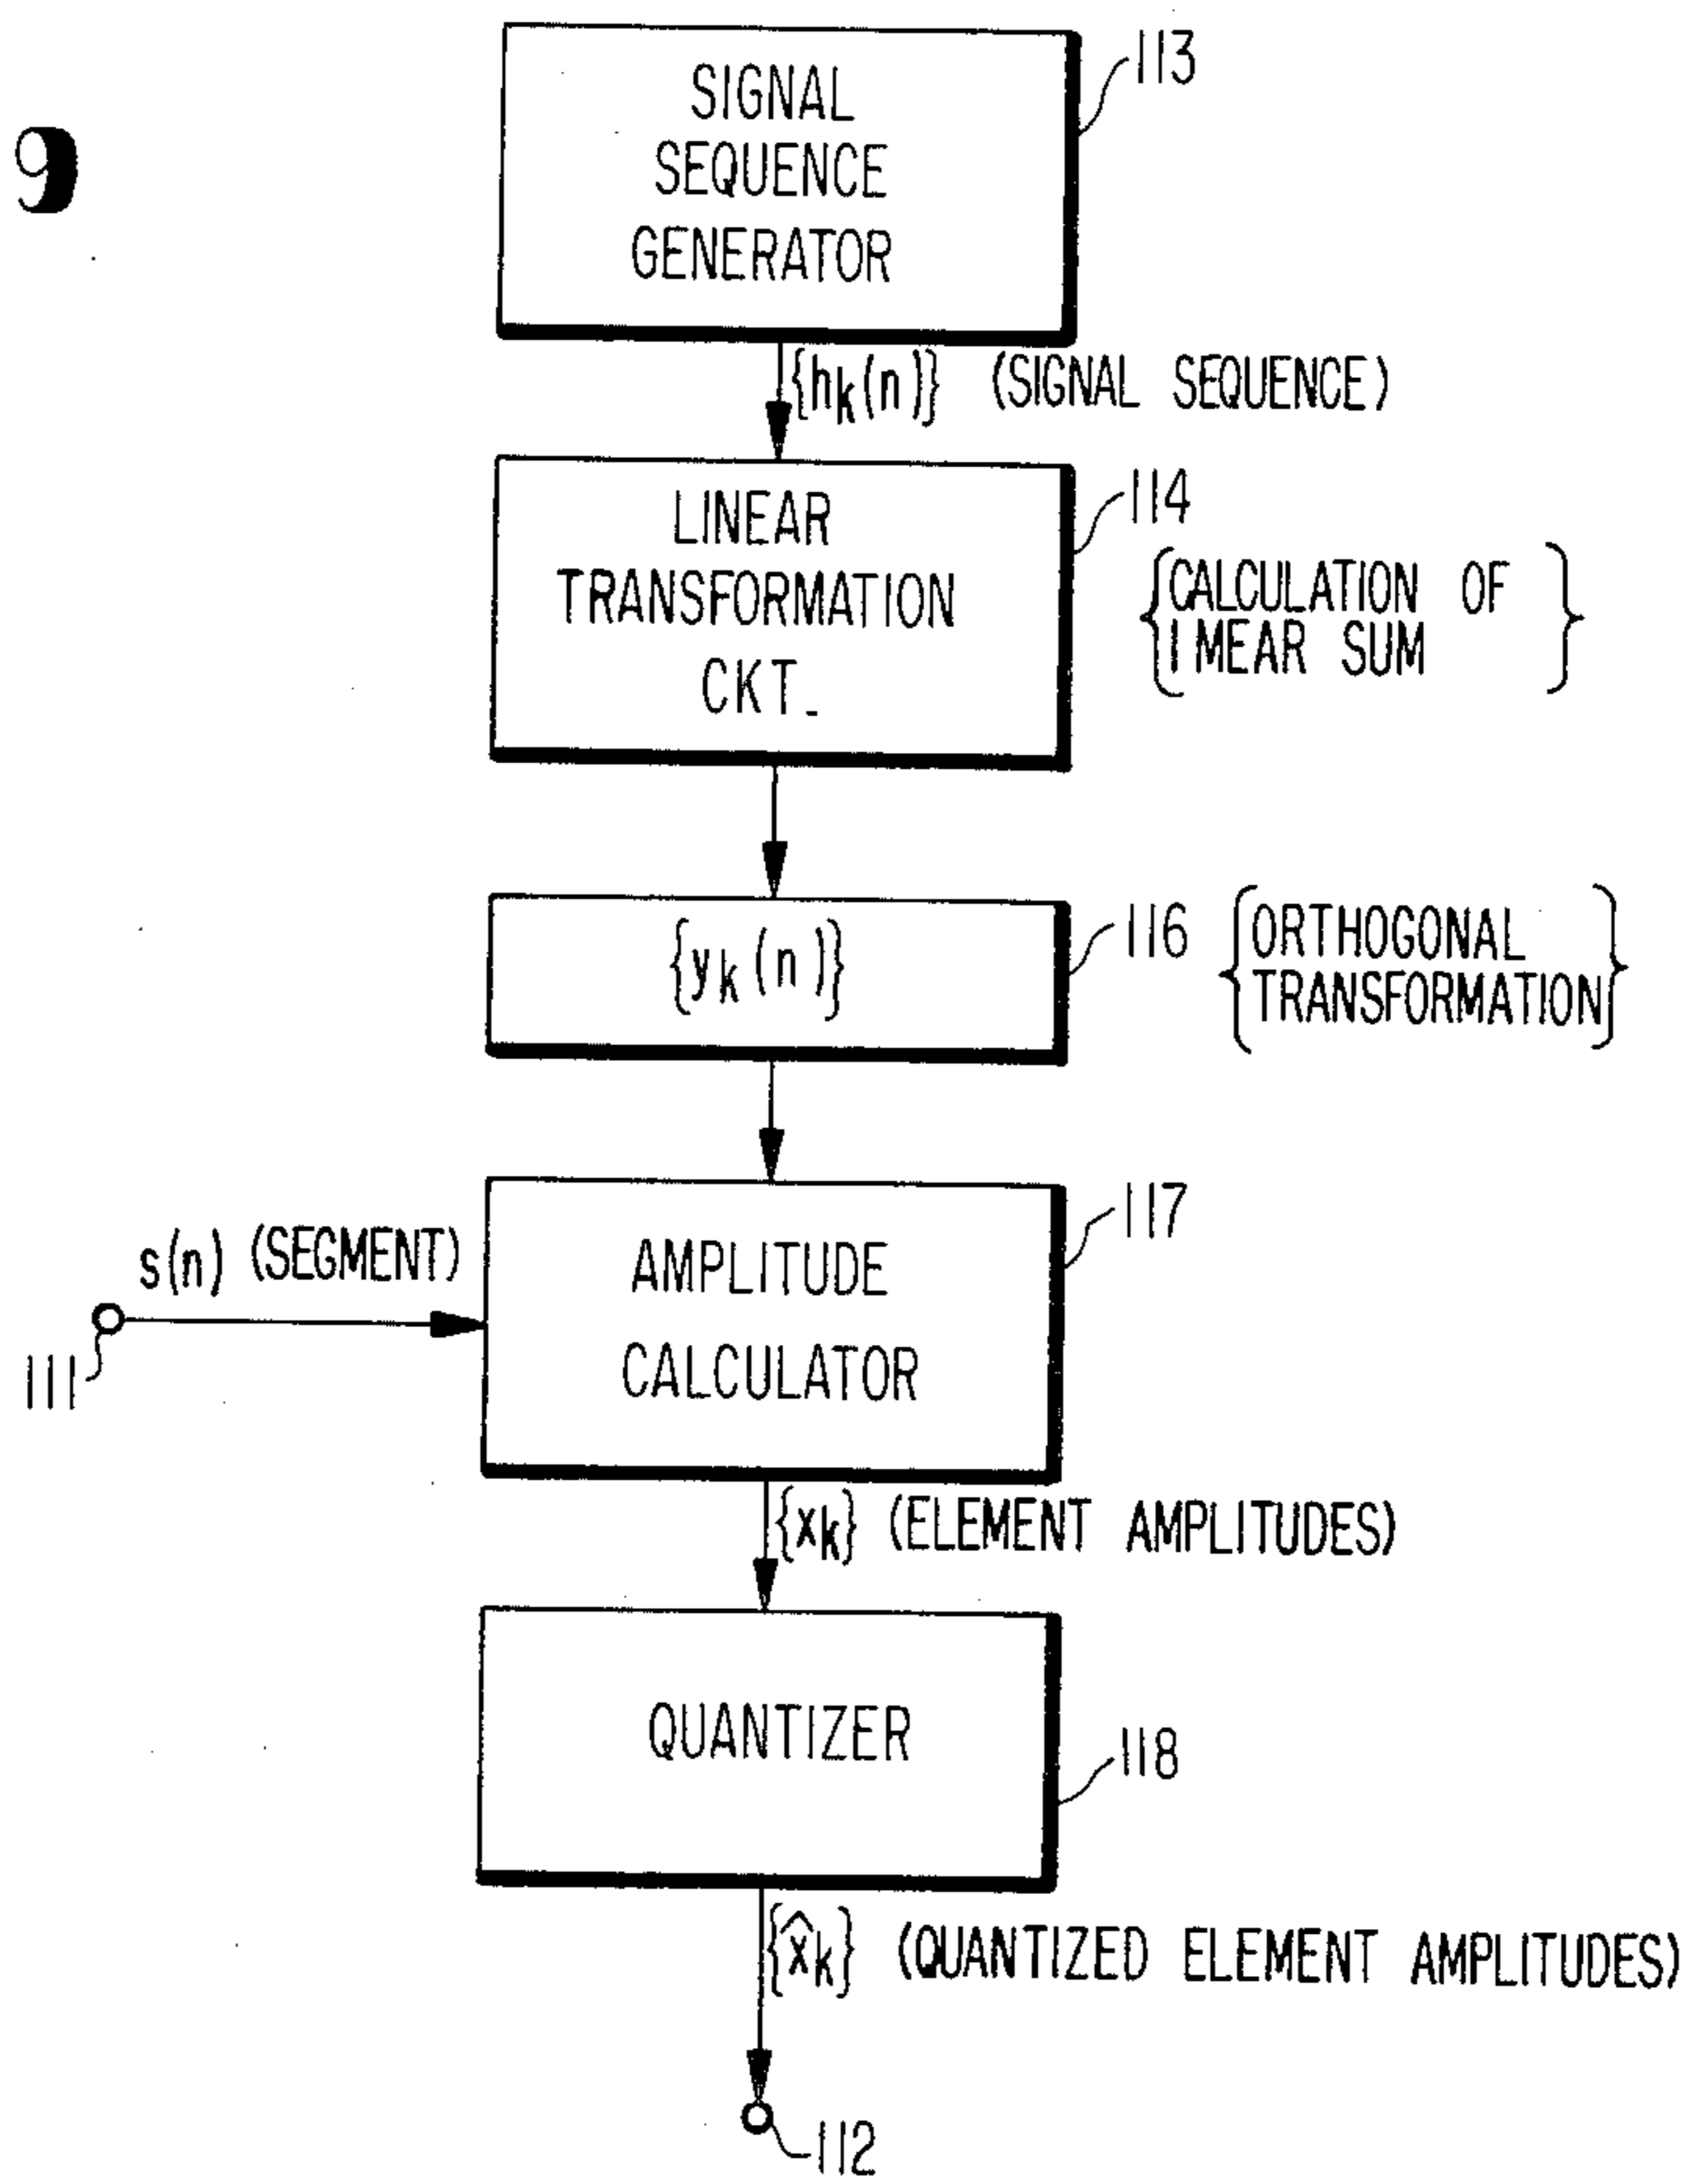 9
SIGNAL
SEQUENCE
GENERATOR
113
{hk(n)} (SIGNAL SEQUENCE)
LINEAR
TRANSFORMATION
CKT.
114
{CALCULATION OF
LMEAR SUM}
{yk(n)}
116
{ORTHOGONAL
TRANSFORMATION}
s(n) (SEGMENT)
111
AMPLITUDE
CALCULATOR
117
{xk} (ELEMENT AMPLITUDES)
QUANTIZER
118
{x̂k} (QUANTIZED ELEMENT AMPLITUDES)
112